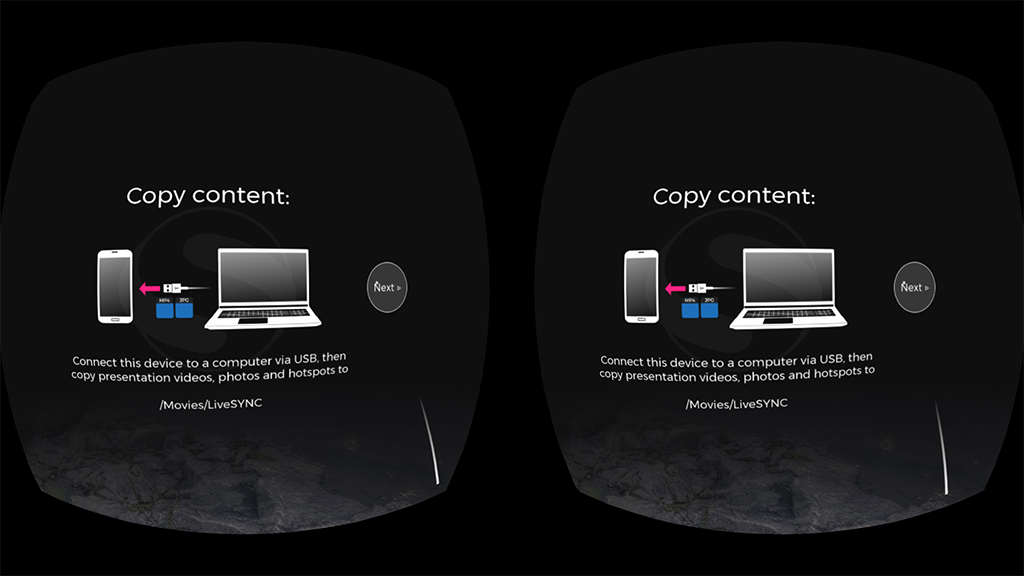 Copy content:
MP4 JPG
Next ▷
Connect this device to a computer via USB, then
copy presentation videos, photos and hotspots to
/Movies/LiveSYNC
Copy content:
MP4 JPG
Next ▷
Connect this device to a computer via USB, then
copy presentation videos, photos and hotspots to
/Movies/LiveSYNC